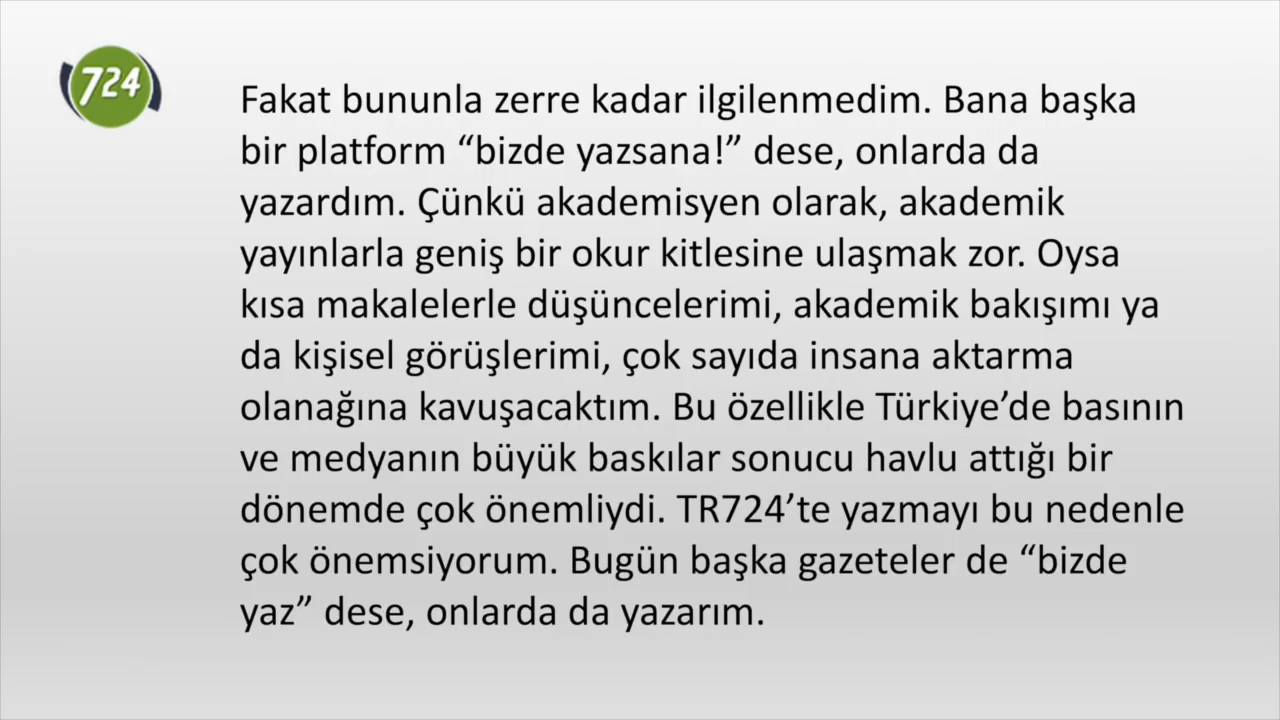 724
Fakat bununla zerre kadar ilgilenmedim. Bana başka
bir platform “bizde yazsana!” dese, onlarda da
yazardım. Çünkü akademisyen olarak, akademik
yayınlarla geniş bir okur kitlesine ulaşmak zor. Oysa
kısa makalelerle düşüncelerimi, akademik bakışımı ya
da kişisel görüşlerimi, çok sayıda insana aktarma
olanağına kavuşacaktım. Bu özellikle Türkiye’de basının
ve medyanın büyük baskılar sonucu havlu attığı bir
dönemde çok önemliydi. TR724’te yazmayı bu nedenle
çok önemsiyorum. Bugün başka gazeteler de “bizde
yaz” dese, onlarda da yazarım.